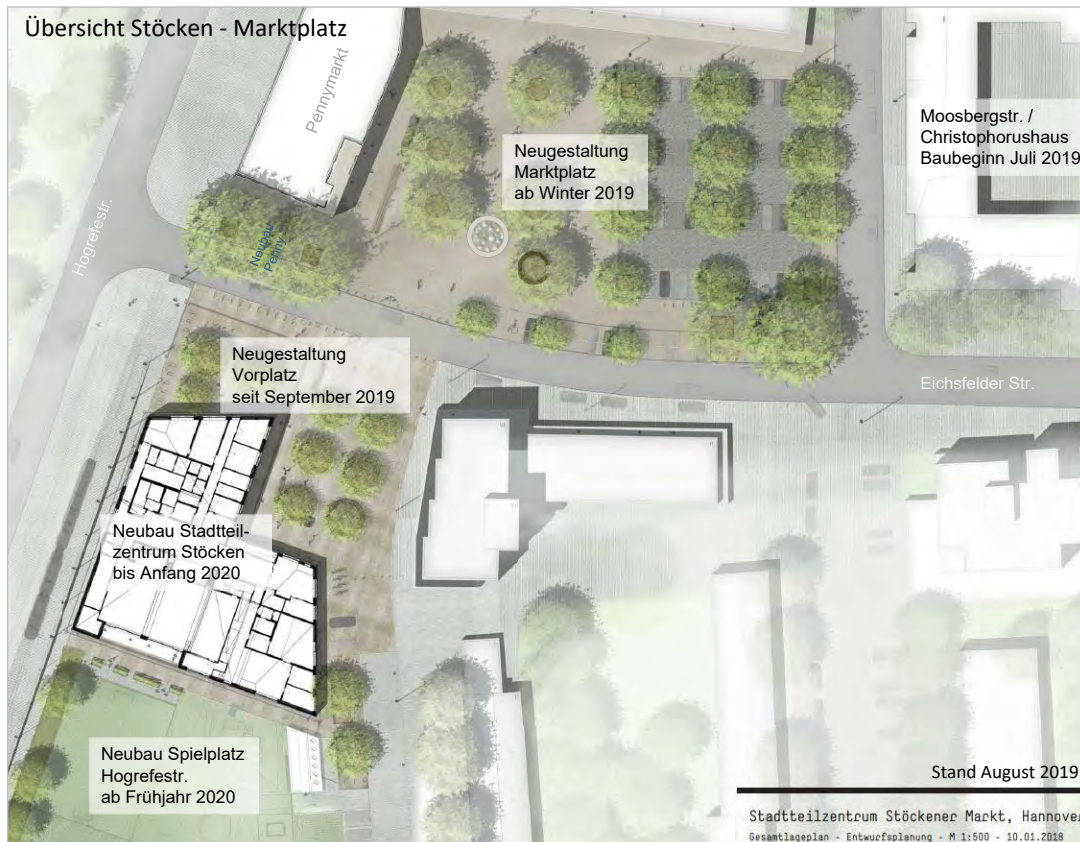 Übersicht Stöcken - Marktplatz
Pennymarkt
Moosbergstr. /
Christophorushaus
Baubeginn Juli 2019
Neugestaltung
Marktplatz
ab Winter 2019
Hogrefestr.
Neubau
Penny
Neugestaltung
Vorplatz
seit September 2019
Eichsfelder Str.
Neubau Stadtteil-
zentrum Stöcken
bis Anfang 2020
Neubau Spielplatz
Hogrefestr.
ab Frühjahr 2020
Stand August 2019
Stadtteilzentrum Stöckener Markt, Hannover
Gesamtlageplan - Entwurfsplanung - M 1:500 - 10.01.2018